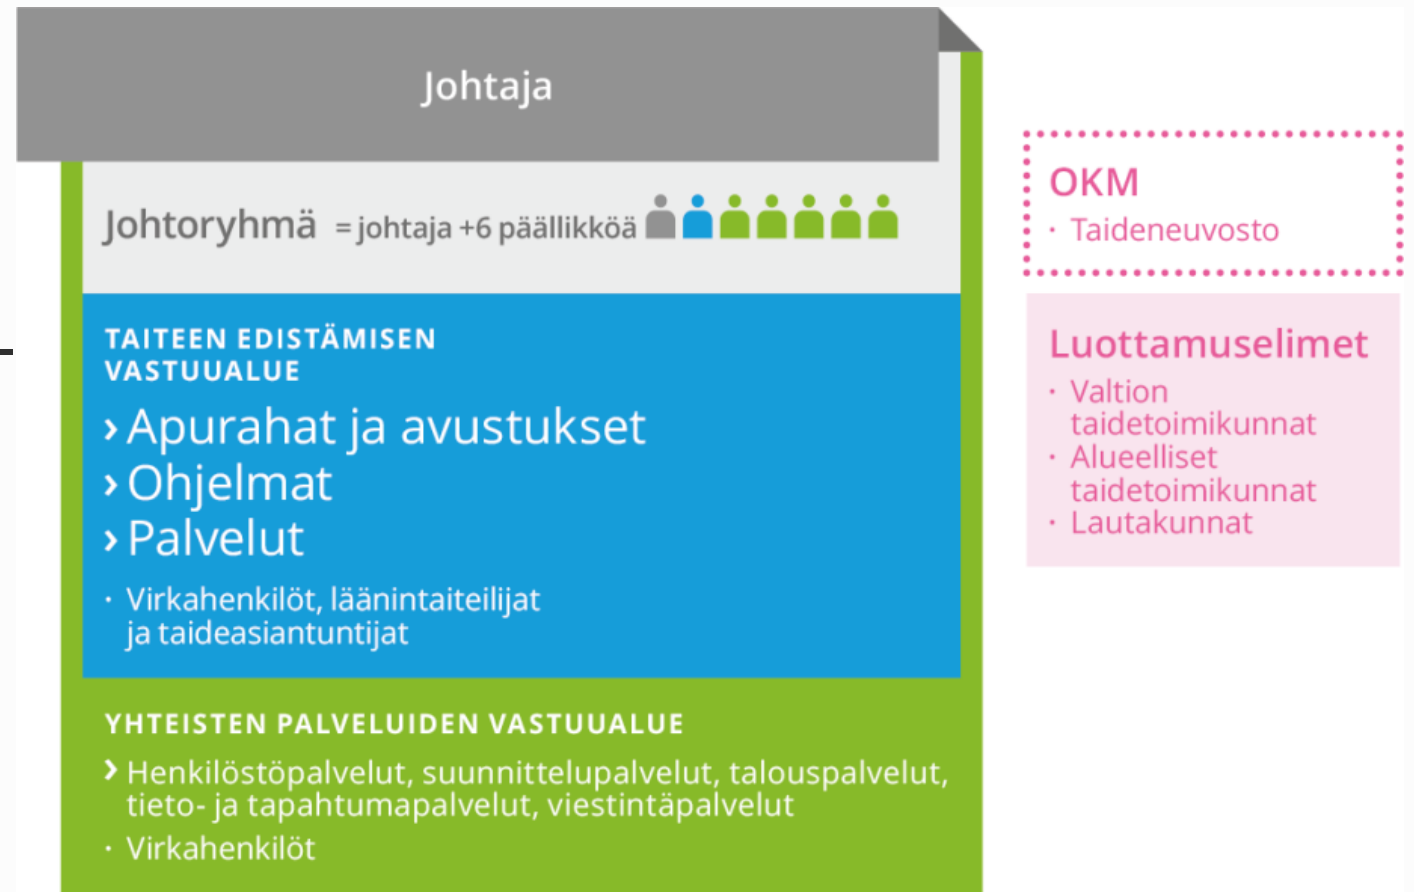 Johtaja
Johtoryhmä = johtaja +6 päällikköä
TAITEEN EDISTÄMISEN
VASTUUALUE
› Apurahat ja avustukset
› Ohjelmat
› Palvelut
· Virkahenkilöt, läänintaiteilijat
ja taideasiantuntijat
YHTEISTEN PALVELUIDEN VASTUUALUE
› Henkilöstöpalvelut, suunnittelupalvelut, talouspalvelut,
tieto- ja tapahtumapalvelut, viestintäpalvelut
· Virkahenkilöt
OKM
· Taideneuvosto
Luottamuselimet
· Valtion
taidetoimikunnat
· Alueelliset
taidetoimikunnat
· Lautakunnat